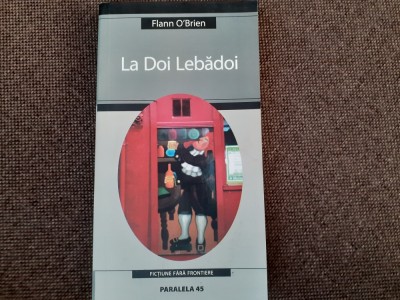 Flann O'Brien
La Doi Lebădoi
FICȚIUNE FĂRĂ FRONTIERE
PARALELA 45